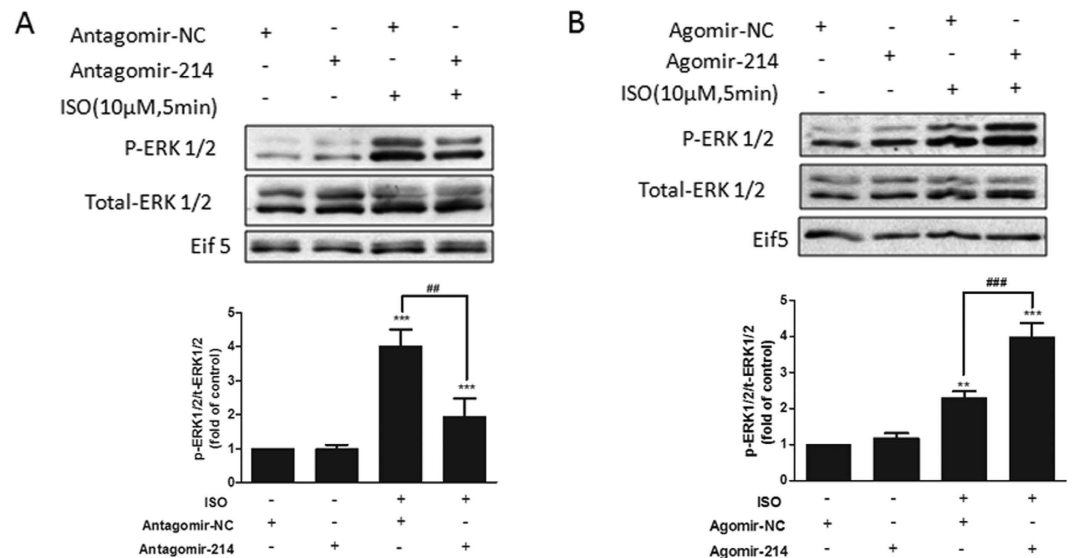 A
Antagomir-NC + - + -
Antagomir-214 - + - +
ISO(10μM,5min) - - + +
P-ERK 1/2
Total-ERK 1/2
Eif 5
##
***
***
p-ERK1/2/t-ERK1/2
(fold of control)
5
4
3
2
1
0
ISO - - + +
Antagomir-NC + - + -
Antagomir-214 - + - +
B
Agomir-NC + - + -
Agomir-214 - + - +
ISO(10μM,5min) - - + +
P-ERK 1/2
Total-ERK 1/2
Eif5
###
***
**
p-ERK1/2/t-ERK1/2
(fold of control)
5
4
3
2
1
0
ISO - - + +
Agomir-NC + - + -
Agomir-214 - + - +